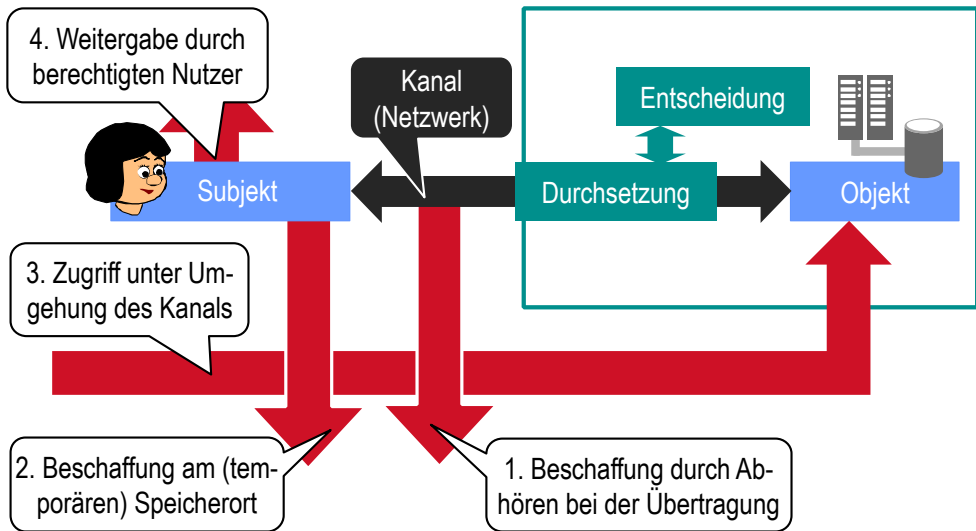 4. Weitergabe durch
berechtigten Nutzer
Kanal
(Netzwerk)
Entscheidung
Subjekt
Durchsetzung
Objekt
3. Zugriff unter Um-
gehung des Kanals
2. Beschaffung am (tem-
porären) Speicherort
1. Beschaffung durch Ab-
hören bei der Übertragung